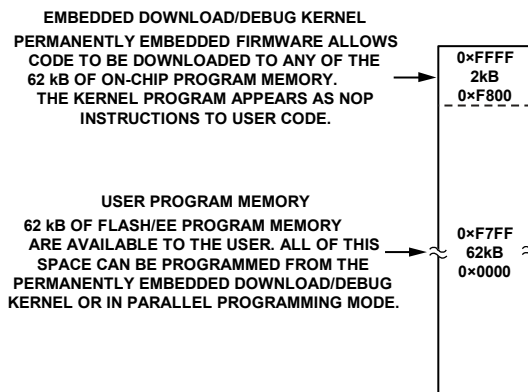 EMBEDDED DOWNLOAD/DEBUG KERNEL
PERMANENTLY EMBEDDED FIRMWARE ALLOWS
CODE TO BE DOWNLOADED TO ANY OF THE
62 kB OF ON-CHIP PROGRAM MEMORY.
THE KERNEL PROGRAM APPEARS AS NOP
INSTRUCTIONS TO USER CODE.
0×FFFF
2kB
0×F800
USER PROGRAM MEMORY
62 kB OF FLASH/EE PROGRAM MEMORY
ARE AVAILABLE TO THE USER. ALL OF THIS
SPACE CAN BE PROGRAMMED FROM THE
PERMANENTLY EMBEDDED DOWNLOAD/DEBUG
KERNEL OR IN PARALLEL PROGRAMMING MODE.
0×F7FF
62kB
0×0000